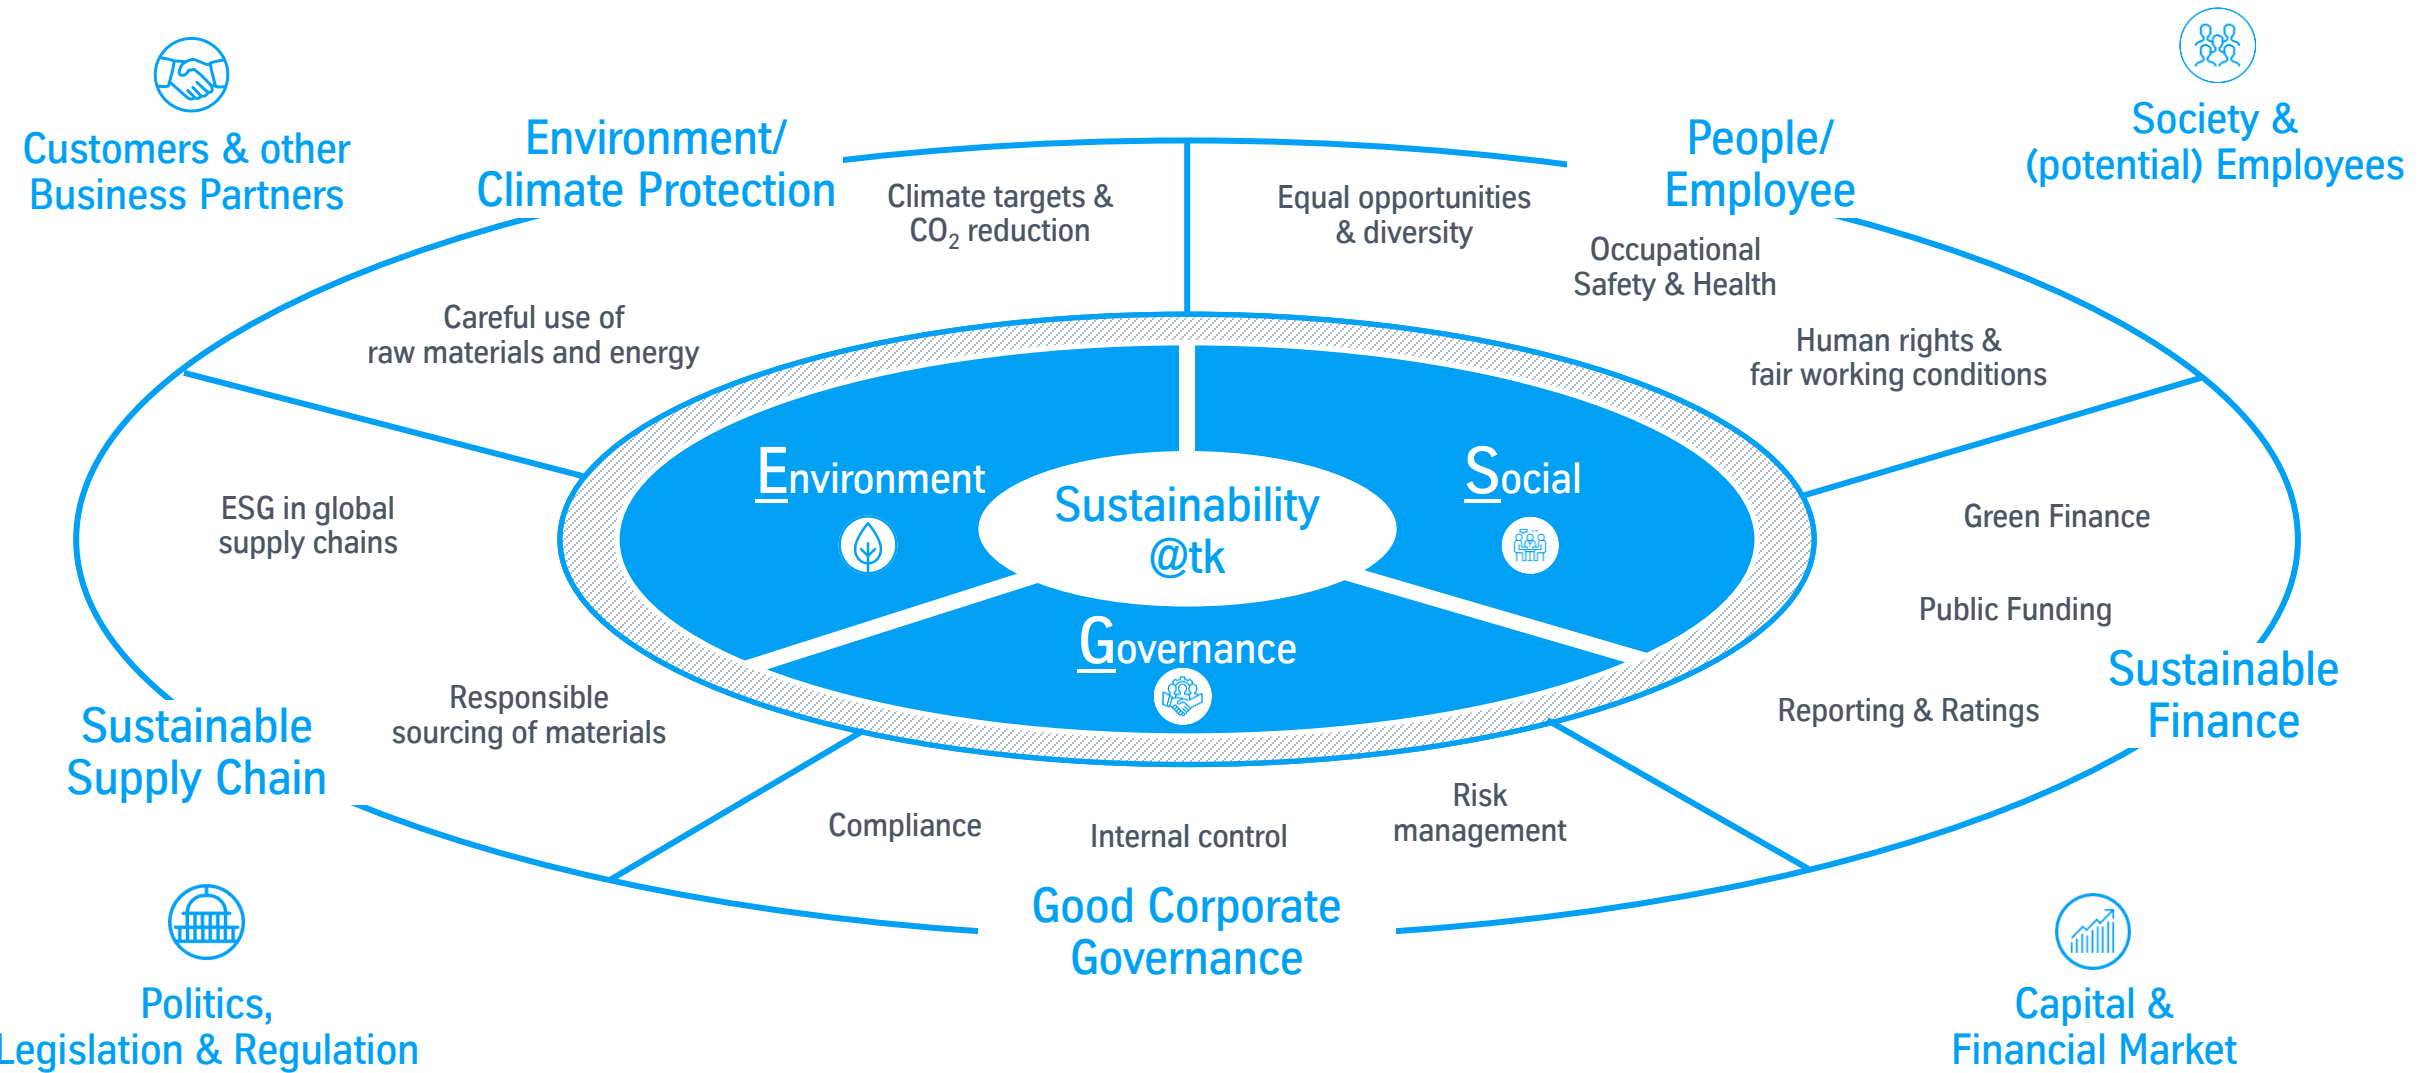 Customers & other
Business Partners
Society &
(potential) Employees
Environment/
Climate Protection
People/
Employee
Climate targets &
CO₂ reduction
Equal opportunities
& diversity
Occupational
Safety & Health
Careful use of
raw materials and energy
Human rights &
fair working conditions
Environment
Social
Sustainability
@tk
ESG in global
supply chains
Green Finance
Public Funding
Governance
Responsible
sourcing of materials
Reporting & Ratings
Sustainable
Finance
Sustainable
Supply Chain
Compliance
Internal control
Risk
management
Good Corporate
Governance
Politics,
Legislation & Regulation
Capital &
Financial Market